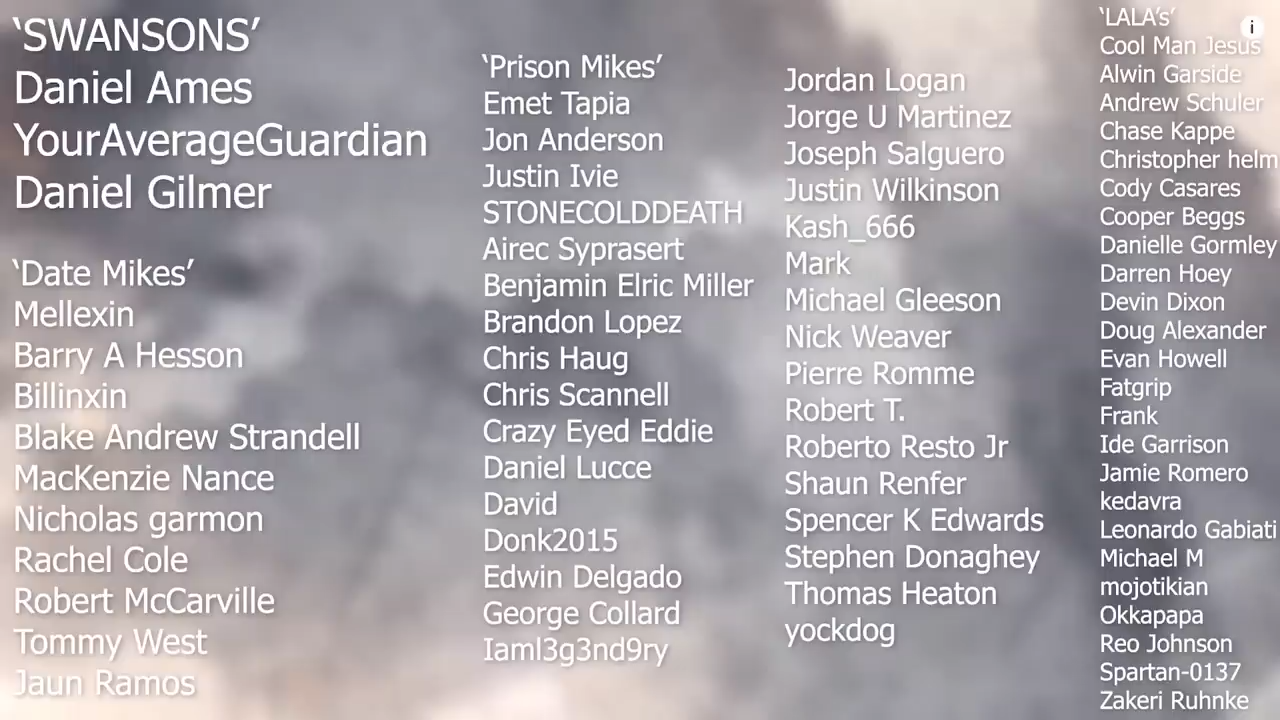 ‘SWANSONS’
Daniel Ames
YourAverageGuardian
Daniel Gilmer
‘Date Mikes’
Mellexin
Barry A Hesson
Billinxin
Blake Andrew Strandell
MacKenzie Nance
Nicholas garmon
Rachel Cole
Robert McCarville
Tommy West
Jaun Ramos
‘Prison Mikes’
Emet Tapia
Jon Anderson
Justin Ivie
STONECOLDDEATH
Airec Syprasert
Benjamin Elric Miller
Brandon Lopez
Chris Haug
Chris Scannell
Crazy Eyed Eddie
Daniel Lucce
David
Donk2015
Edwin Delgado
George Collard
Iaml3g3nd9ry
Jordan Logan
Jorge U Martinez
Joseph Salguero
Justin Wilkinson
Kash_666
Mark
Michael Gleeson
Nick Weaver
Pierre Romme
Robert T.
Roberto Resto Jr
Shaun Renfer
Spencer K Edwards
Stephen Donaghey
Thomas Heaton
yockdog
‘LALA’s’
Cool Man Jesus
Alwin Garside
Andrew Schuler
Chase Kappe
Christopher helm
Cody Casares
Cooper Beggs
Danielle Gormley
Darren Hoey
Devin Dixon
Doug Alexander
Evan Howell
Fatgrip
Frank
Ide Garrison
Jamie Romero
kedavra
Leonardo Gabiati
Michael M
mojotikian
Okkapapa
Reo Johnson
Spartan-0137
Zakeri Ruhnke